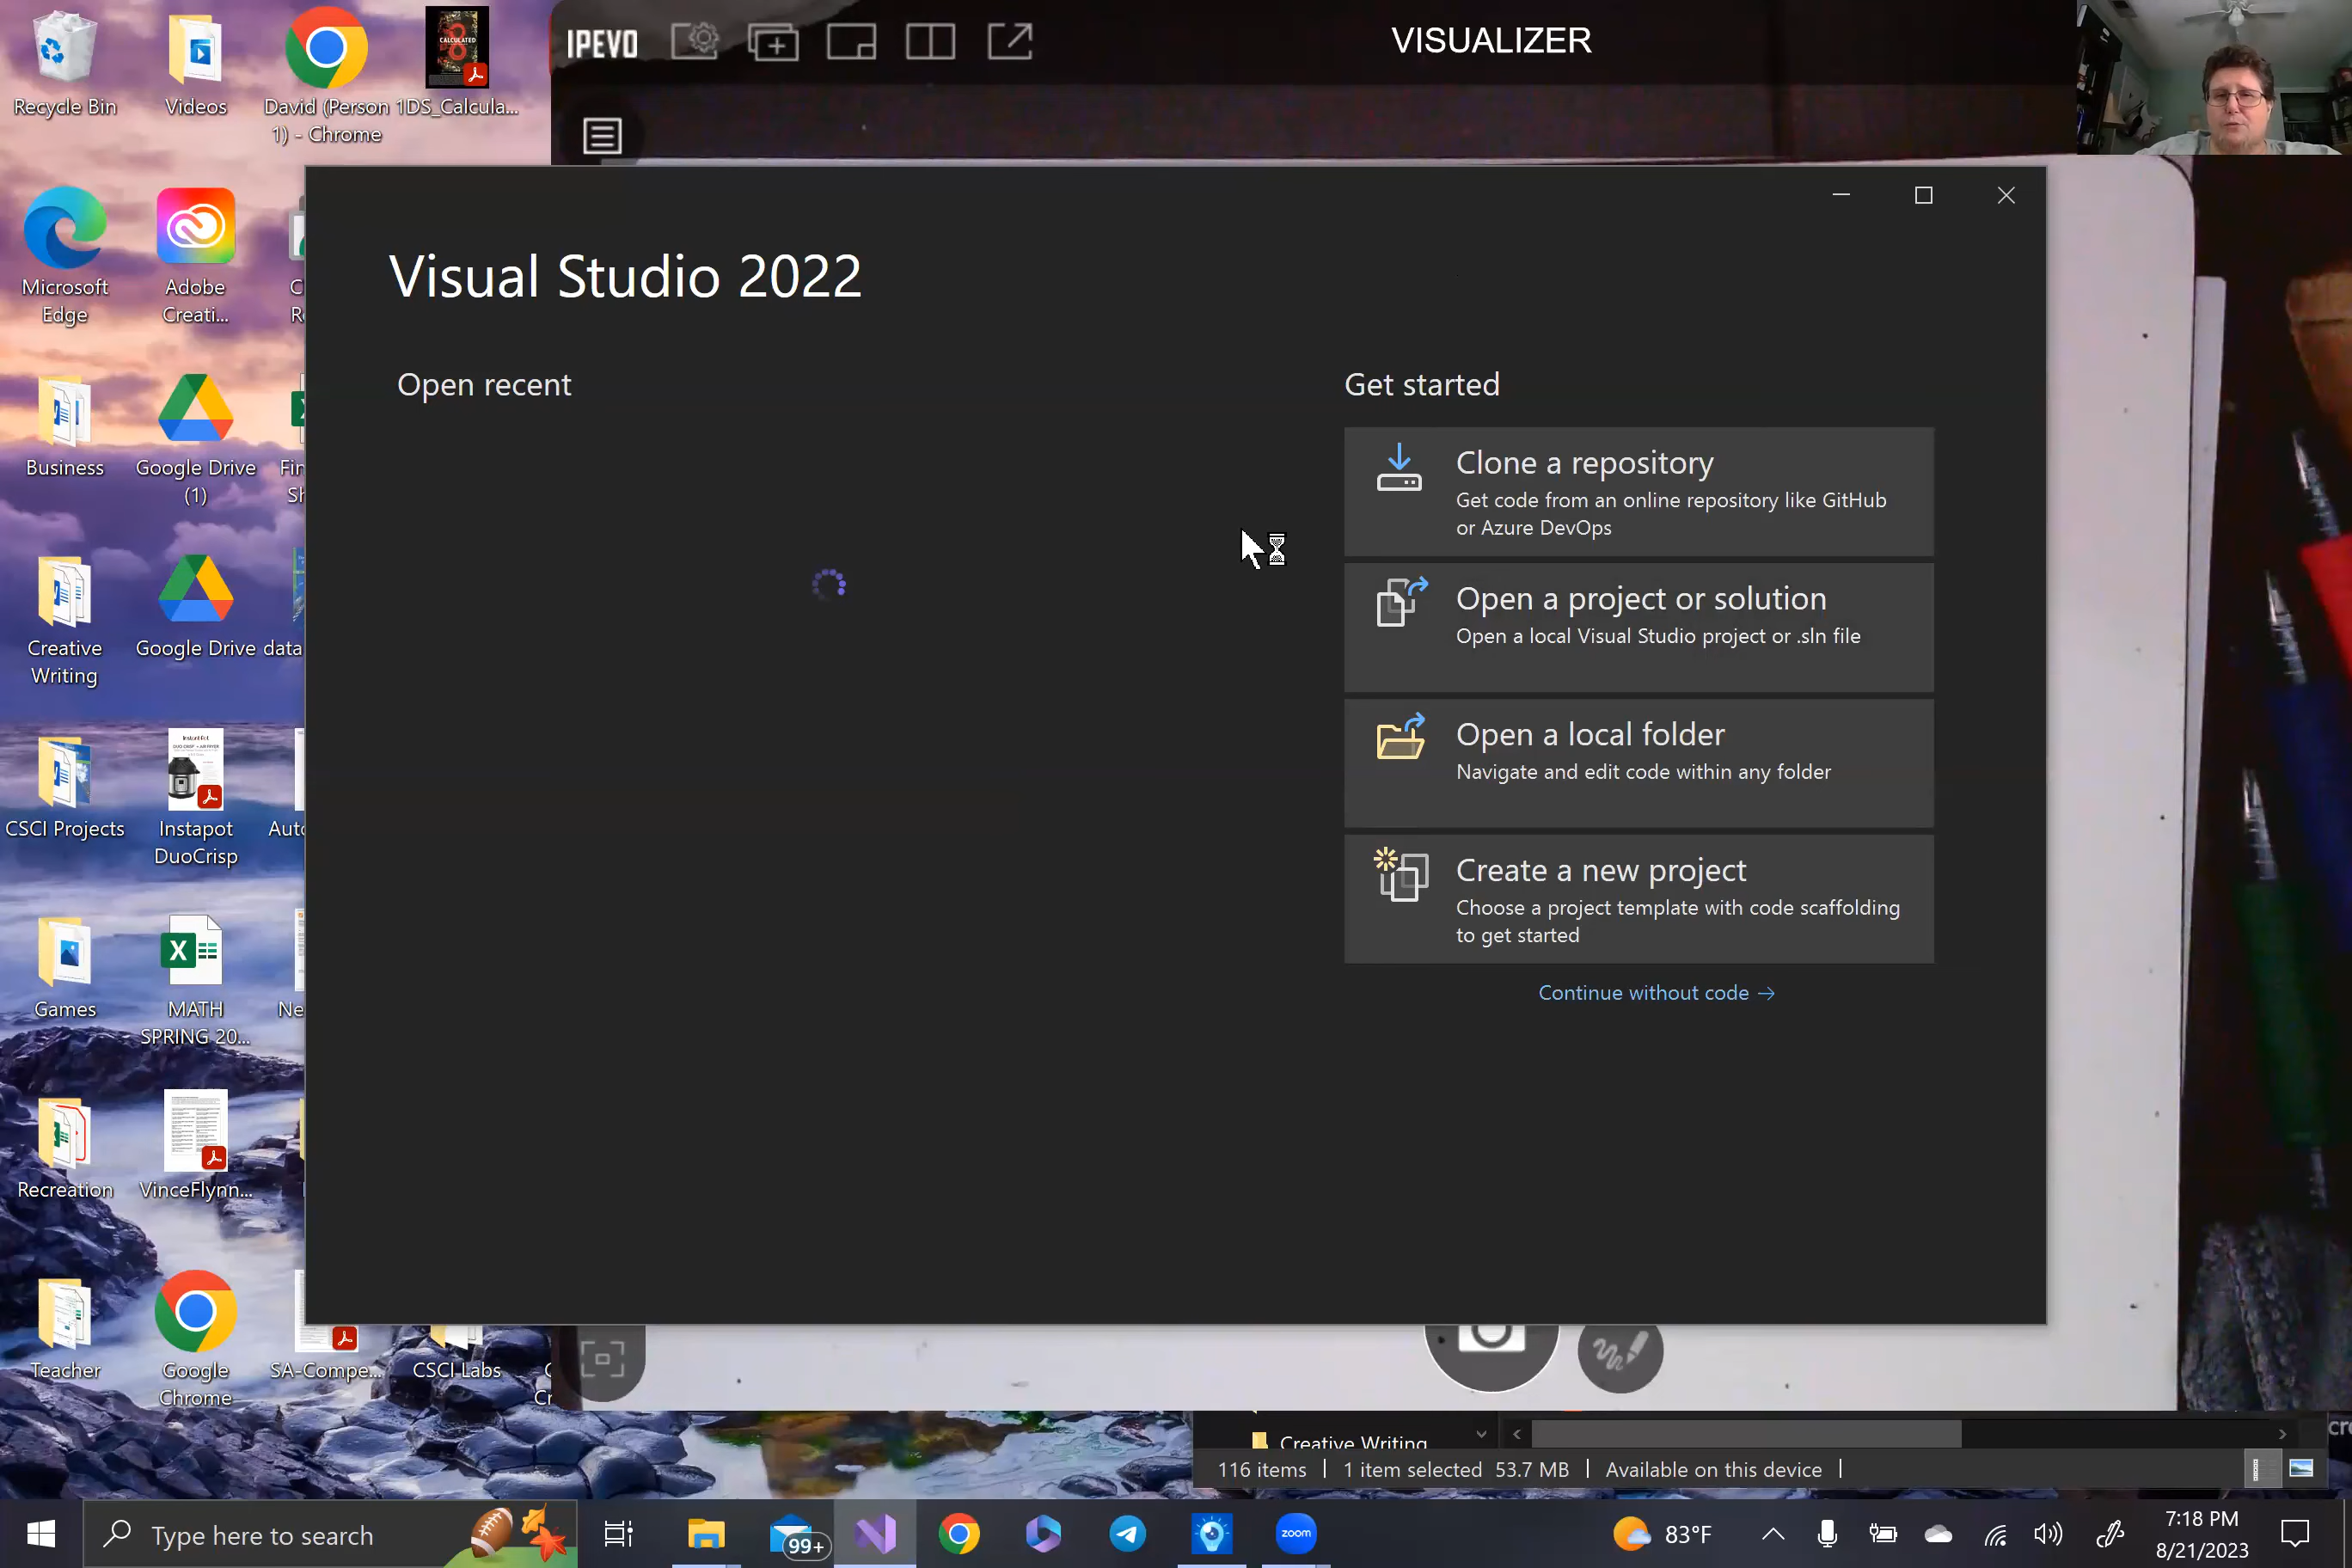 IPEVO
VISUALIZER
Recycle Bin
Videos
David (Person
1) - Chrome
1DS_Calcula...
CALCULATED
Microsoft
Edge
Adobe
Creati...
Business
Google Drive
(1)
Creative
Writing
Google Drive
data
CSCI Projects
Instapot
DuoCrisp
Games
MATH
SPRING 20...
Recreation
VinceFlynn...
Teacher
Google
Chrome
SA-Compe...
CSCI Labs
Visual Studio 2022
Open recent
Get started
Clone a repository
Get code from an online repository like GitHub
or Azure DevOps
Open a project or solution
Open a local Visual Studio project or .sln file
Open a local folder
Navigate and edit code within any folder
Create a new project
Choose a project template with code scaffolding
to get started
Continue without code →
Creative Writing
116 items | 1 item selected 53.7 MB | Available on this device |
Type here to search
99+
zoom
83°F
7:18 PM
8/21/2023